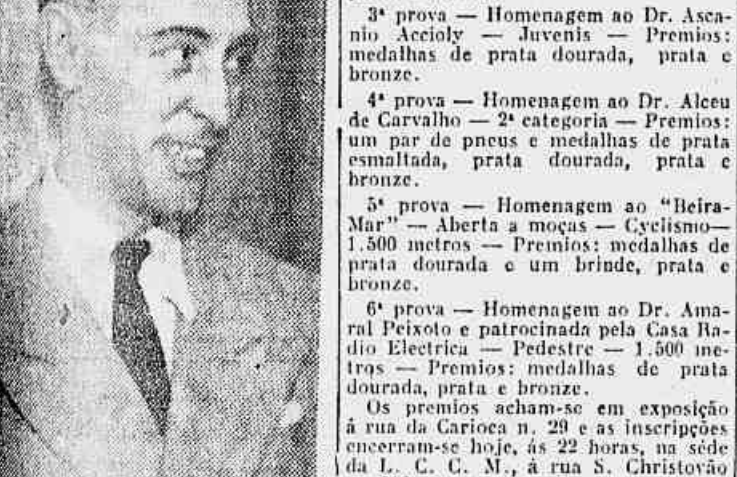 3ª prova — Homenagem ao Dr. Asca-
nio Accioly — Juvenis — Premios:
medalhas de prata dourada, prata e
bronze.
4ª prova — Homenagem ao Dr. Alceu
de Carvalho — 2ª categoria — Premios:
um par de pneus e medalhas de prata
esmaltada, prata dourada, prata e
bronze.
5ª prova — Homenagem ao "Beira-
Mar" — Aberta a moças — Cyclismo—
1.500 metros — Premios: medalhas de
prata dourada e um brinde, prata e
bronze.
6ª prova — Homenagem ao Dr. Ama-
ral Peixoto e patrocinada pela Casa Ra-
dio Electrica — Pedestre — 1.500 me-
tros — Premios: medalhas de prata
dourada, prata e bronze.
Os premios acham-se em exposição
á rua da Carioca n. 29 e as inscripções
encerram-se hoje, ás 22 horas, na séde
da L. C. C. M., á rua S. Christovão